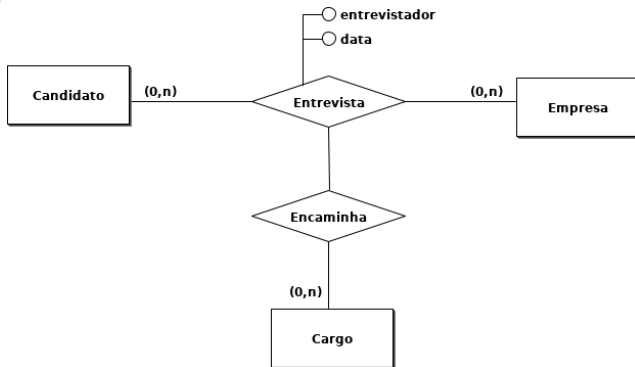 entrevistador
data
Candidato
(0,n)
Entrevista
(0,n)
Empresa
Encaminha
(0,n)
Cargo